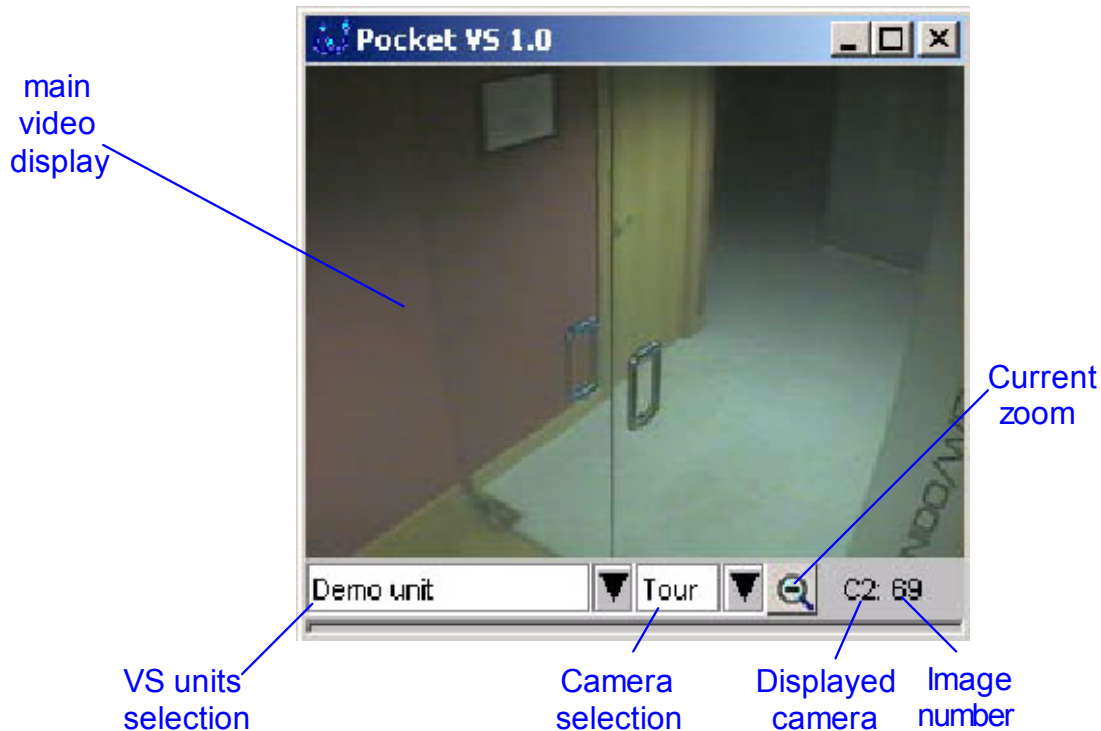 Pocket VS 1.0
main
video
display
Current
zoom
Demo unit
Tour
C2: 69
VS units
selection
Camera
selection
Displayed
camera
Image
number